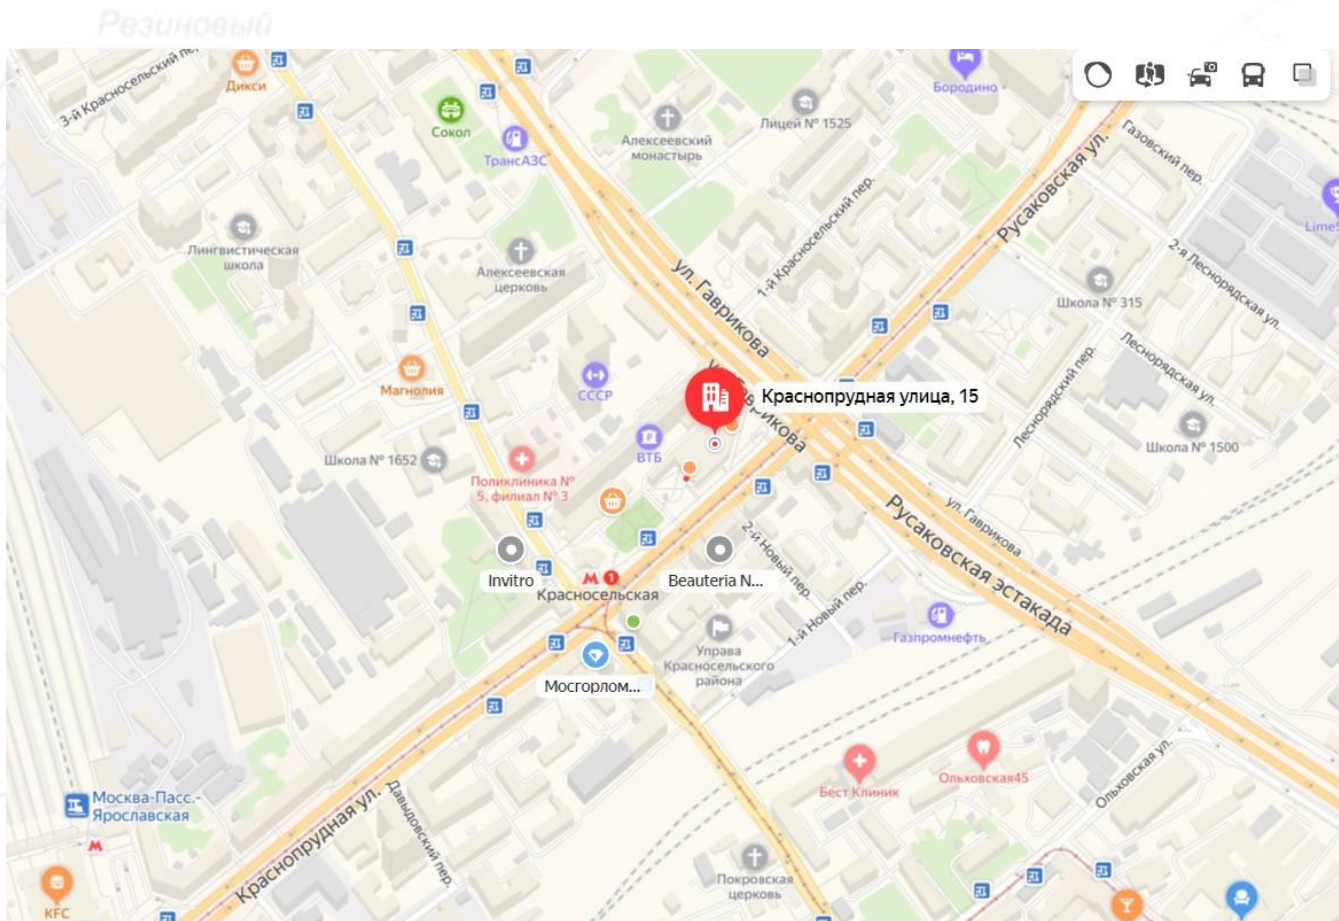 Резиновый
3-й Красносельский пер.
Дикси
Сокол
ТрансАЗС
Алексеевский
монастырь
Лицей № 1525
Бородино
Газовский пер.
Русаковская ул.
LimeS
Лингвистическая
школа
Алексеевская
церковь
1-й Красносельский пер.
2-я Леснорядская ул.
ул. Гаврикова
Школа № 315
Леснорядская ул.
Магнолия
СССР
ул. Гаврикова
Краснопрудная улица, 15
Леснорядский пер.
ВТБ
Школа № 1652
Поликлиника №
5, филиал № 3
Школа № 1500
Русаковская эстакада
ул. Гаврикова
2-й Новый пер.
1-й Новый пер.
Invitro
М 1
Красносельская
Beauteria N...
Газпромнефть
Управа
Красносельского
района
Мосгорлом...
Ольховская45
Бест Клиник
Ольховская ул.
Москва-Пасс.-
Ярославская
М
Краснопрудная ул.
Давыдовский пер.
Покровская
церковь
KFC